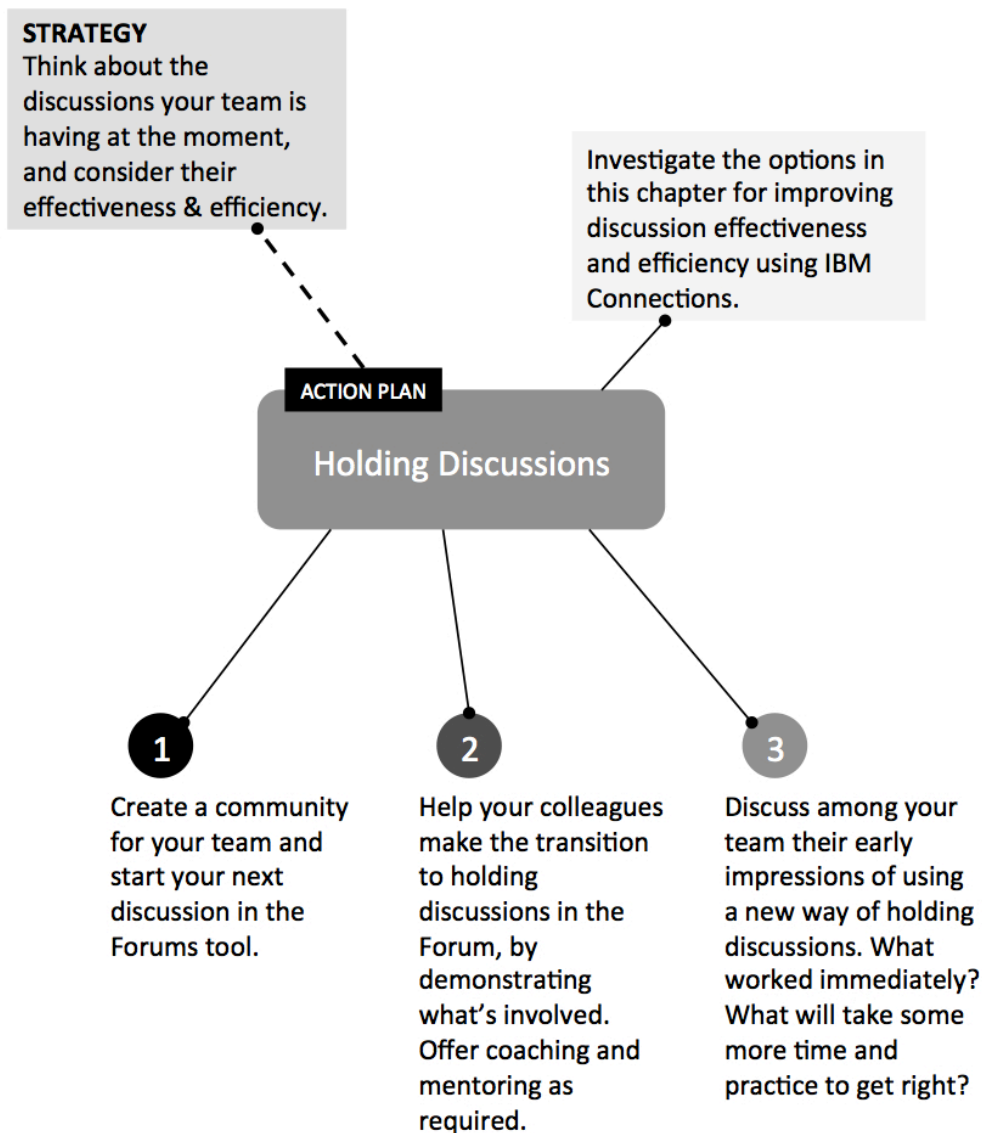 STRATEGY
Think about the
discussions your team is
having at the moment,
and consider their
effectiveness & efficiency.
Investigate the options in
this chapter for improving
discussion effectiveness
and efficiency using IBM
Connections.
ACTION PLAN
Holding Discussions
1
Create a community
for your team and
start your next
discussion in the
Forums tool.
2
Help your colleagues
make the transition
to holding
discussions in the
Forum, by
demonstrating
what’s involved.
Offer coaching and
mentoring as
required.
3
Discuss among your
team their early
impressions of using
a new way of holding
discussions. What
worked immediately?
What will take some
more time and
practice to get right?